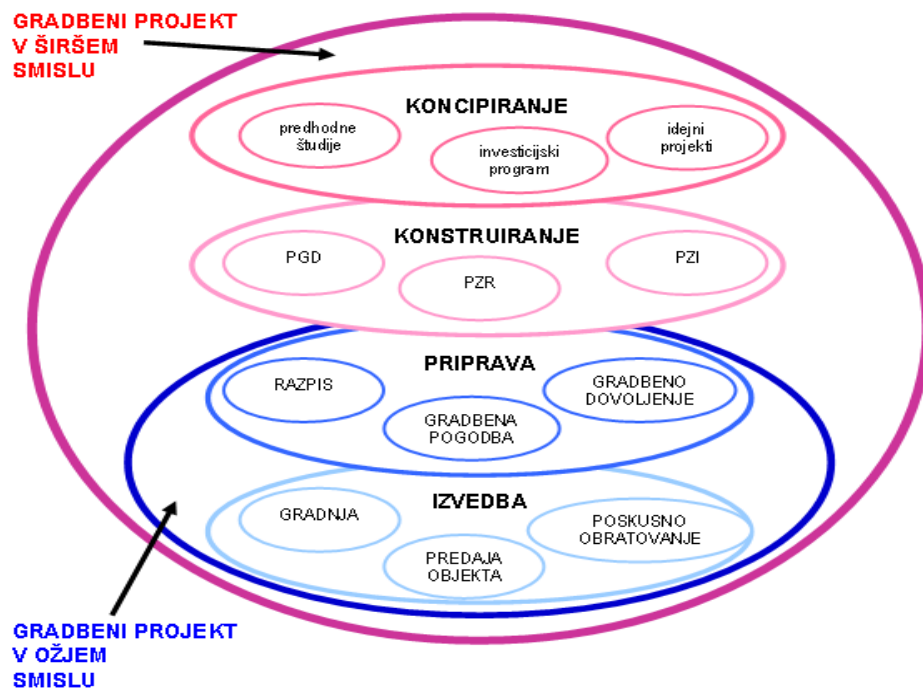 GRADBENI PROJEKT
V ŠIRŠEM
SMISLU
KONCIPIRANJE
predhodne
študije
investicijski
program
idejni
projekti
KONSTRUIRANJE
PGD
PZR
PZI
PRIPRAVA
RAZPIS
GRADBENA
POGODBA
GRADBENO
DOVOLJENJE
IZVEDBA
GRADNJA
PREDAJA
OBJEKTA
POSKUSNO
OBRATOVANJE
GRADBENI PROJEKT
V OŽJEM
SMISLU